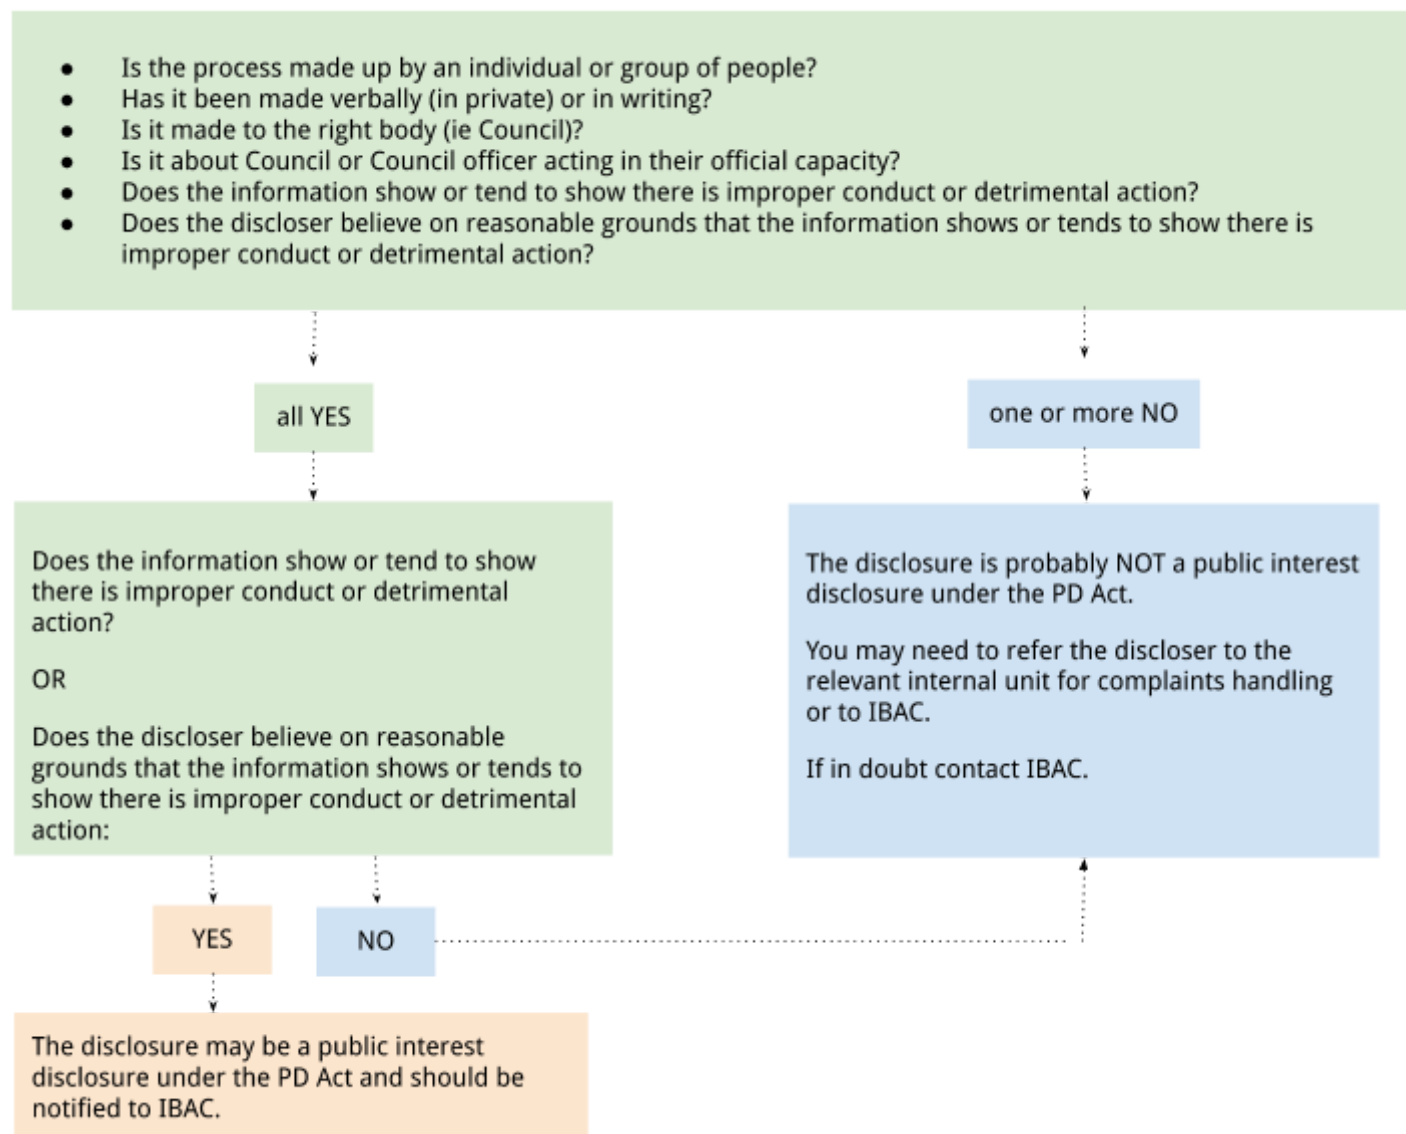 ● Is the process made up by an individual or group of people?
● Has it been made verbally (in private) or in writing?
● Is it made to the right body (ie Council)?
● Is it about Council or Council officer acting in their official capacity?
● Does the information show or tend to show there is improper conduct or detrimental action?
● Does the discloser believe on reasonable grounds that the information shows or tends to show there is
improper conduct or detrimental action?
all YES
one or more NO
Does the information show or tend to show
there is improper conduct or detrimental
action?
OR
Does the discloser believe on reasonable
grounds that the information shows or tends to
show there is improper conduct or detrimental
action:
The disclosure is probably NOT a public interest
disclosure under the PD Act.
You may need to refer the discloser to the
relevant internal unit for complaints handling
or to IBAC.
If in doubt contact IBAC.
YES
NO
The disclosure may be a public interest
disclosure under the PD Act and should be
notified to IBAC.